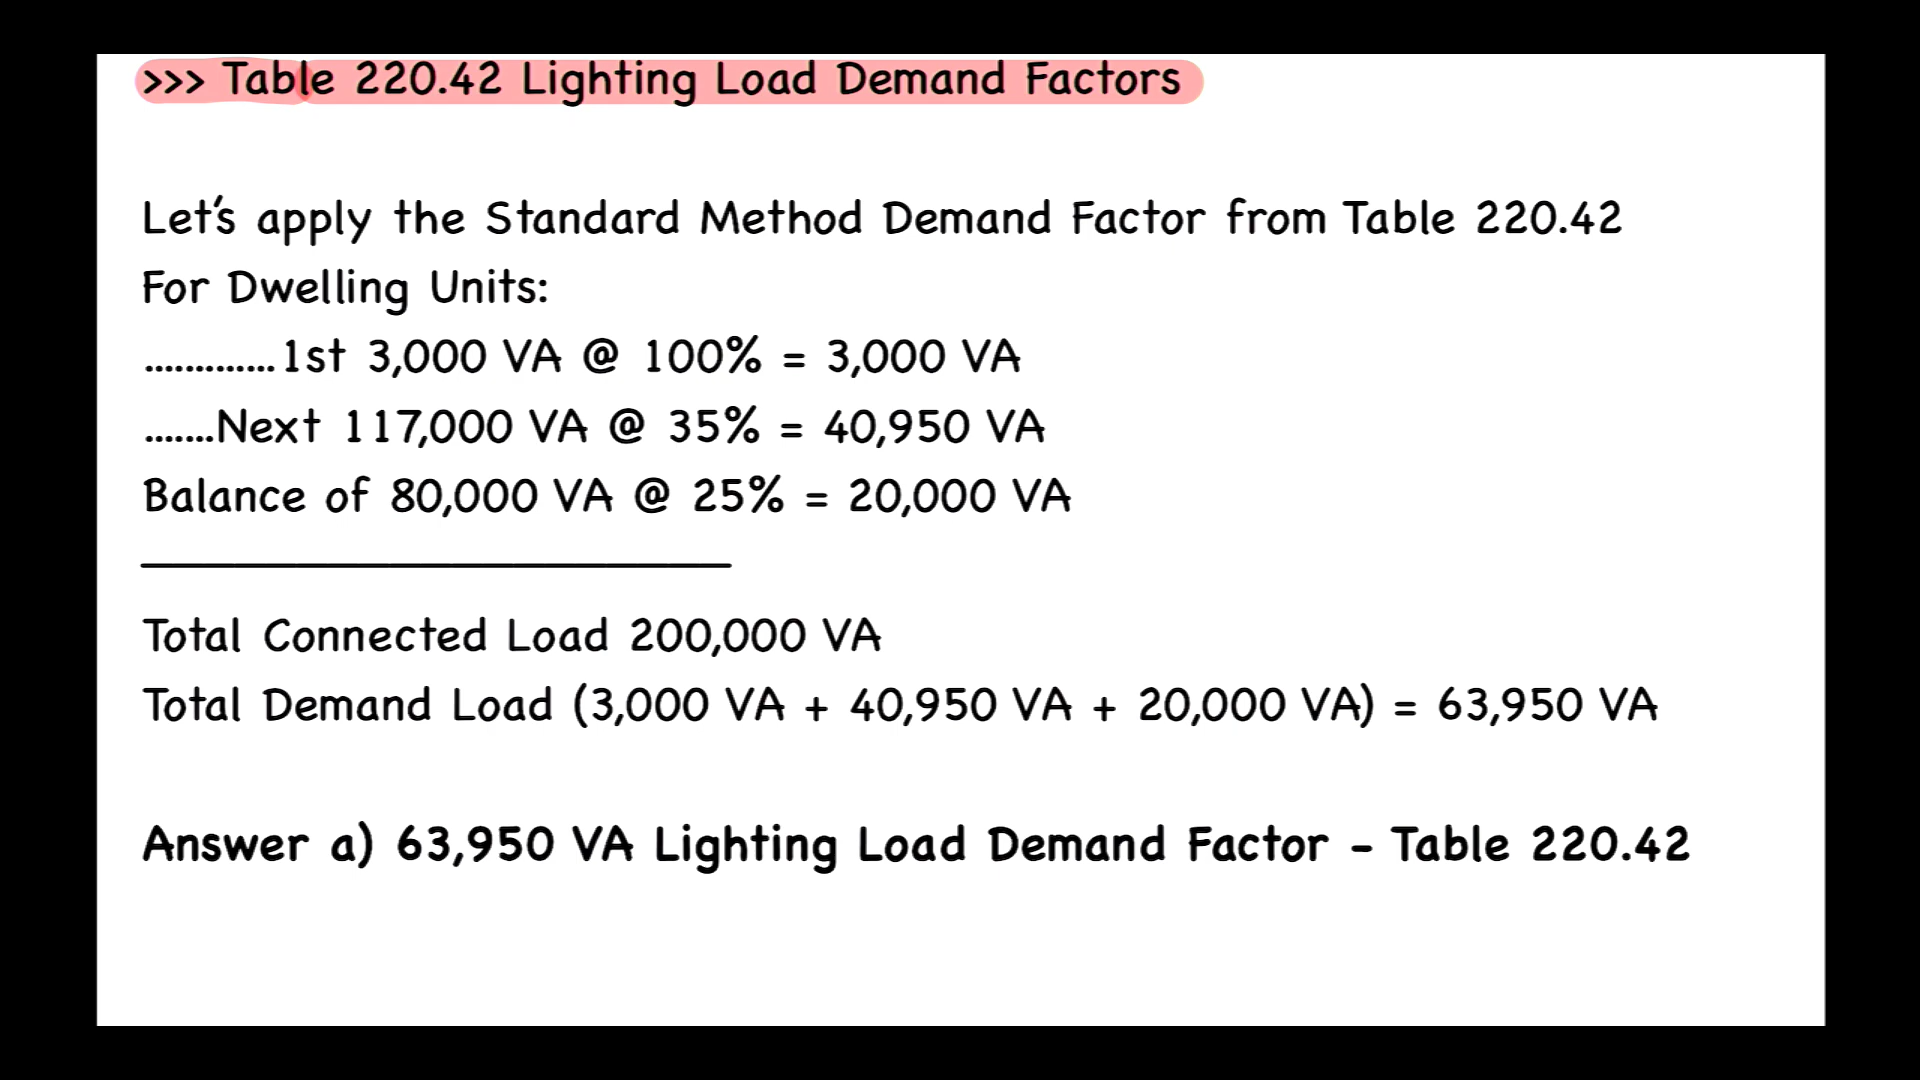 >>> Table 220.42 Lighting Load Demand Factors
Let's apply the Standard Method Demand Factor from Table 220.42
For Dwelling Units:
.............1st 3,000 VA @ 100% = 3,000 VA
.......Next 117,000 VA @ 35% = 40,950 VA
Balance of 80,000 VA @ 25% = 20,000 VA
Total Connected Load 200,000 VA
Total Demand Load (3,000 VA + 40,950 VA + 20,000 VA) = 63,950 VA
Answer a) 63,950 VA Lighting Load Demand Factor - Table 220.42